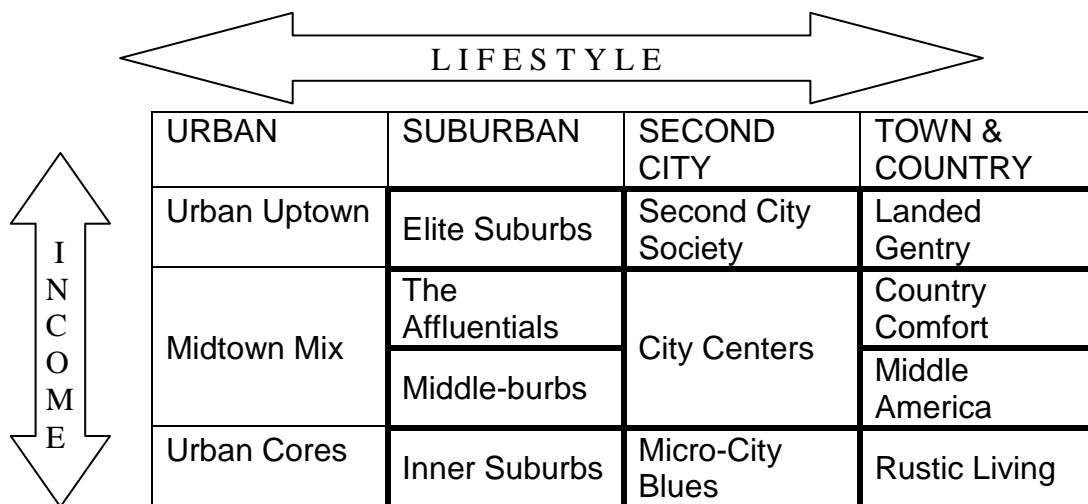 L I F E S T Y L E
I N C O M E
URBAN
SUBURBAN
SECOND
CITY
TOWN &
COUNTRY
Urban Uptown
Elite Suburbs
Second City
Society
Landed
Gentry
Midtown Mix
The
Affluentials
Middle-burbs
City Centers
Country
Comfort
Middle
America
Urban Cores
Inner Suburbs
Micro-City
Blues
Rustic Living